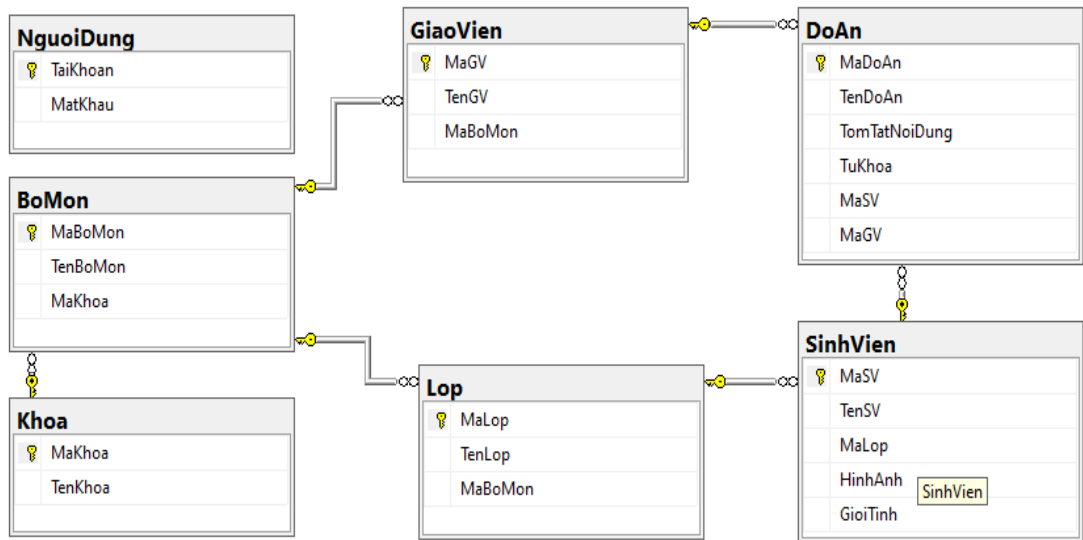 NguoiDung
TaiKhoan
MatKhau
GiaoVien
MaGV
TenGV
MaBoMon
DoAn
MaDoAn
TenDoAn
TomTatNoiDung
TuKhoa
MaSV
MaGV
BoMon
MaBoMon
TenBoMon
MaKhoa
Khoa
MaKhoa
TenKhoa
Lop
MaLop
TenLop
MaBoMon
SinhVien
MaSV
TenSV
MaLop
HinhAnh
SinhVien
GioiTinh